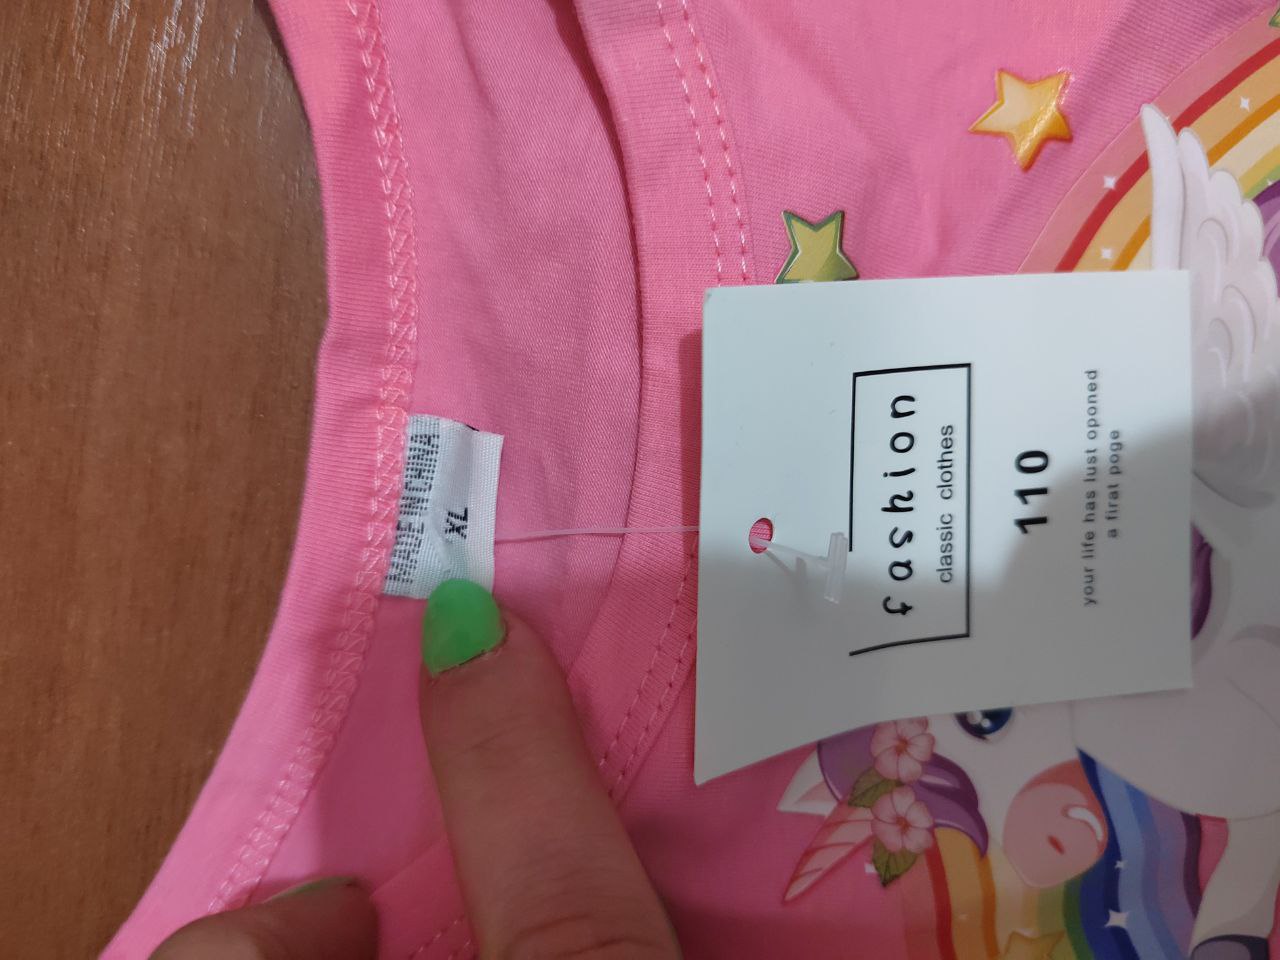 MADE IN CHINA
XL
fashion
classic clothes
110
your life has lust oponed
a firat poge